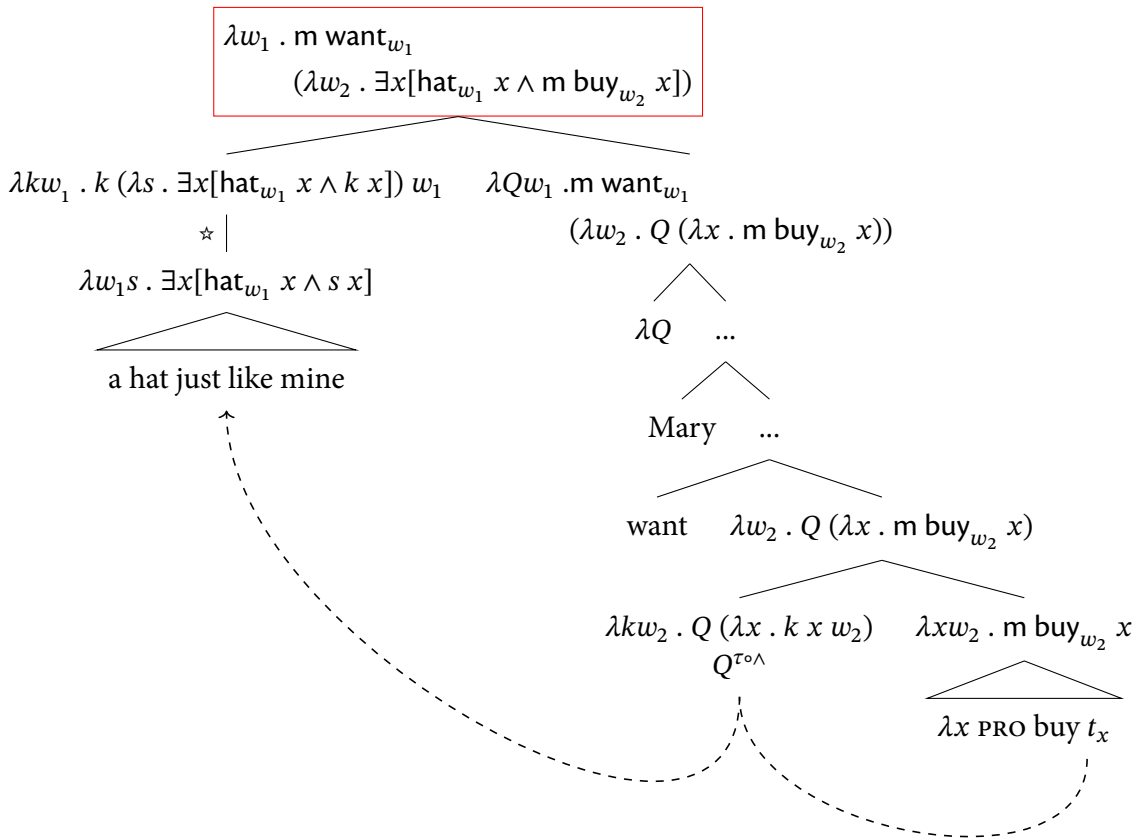 λw₁ . m want_w₁
(λw₂ . ∃x[hat_w₁ x ∧ m buy_w₂ x])
λkw₁ . k (λs . ∃x[hat_w₁ x ∧ k x]) w₁
λQw₁ .m want_w₁
(λw₂ . Q (λx . m buy_w₂ x))
☆
λw₁s . ∃x[hat_w₁ x ∧ s x]
λQ ...
a hat just like mine
Mary ...
want λw₂ . Q (λx . m buy_w₂ x)
λkw₂ . Q (λx . k x w₂) λxw₂ . m buy_w₂ x
Q^τ∘∧
λx PRO buy t_x